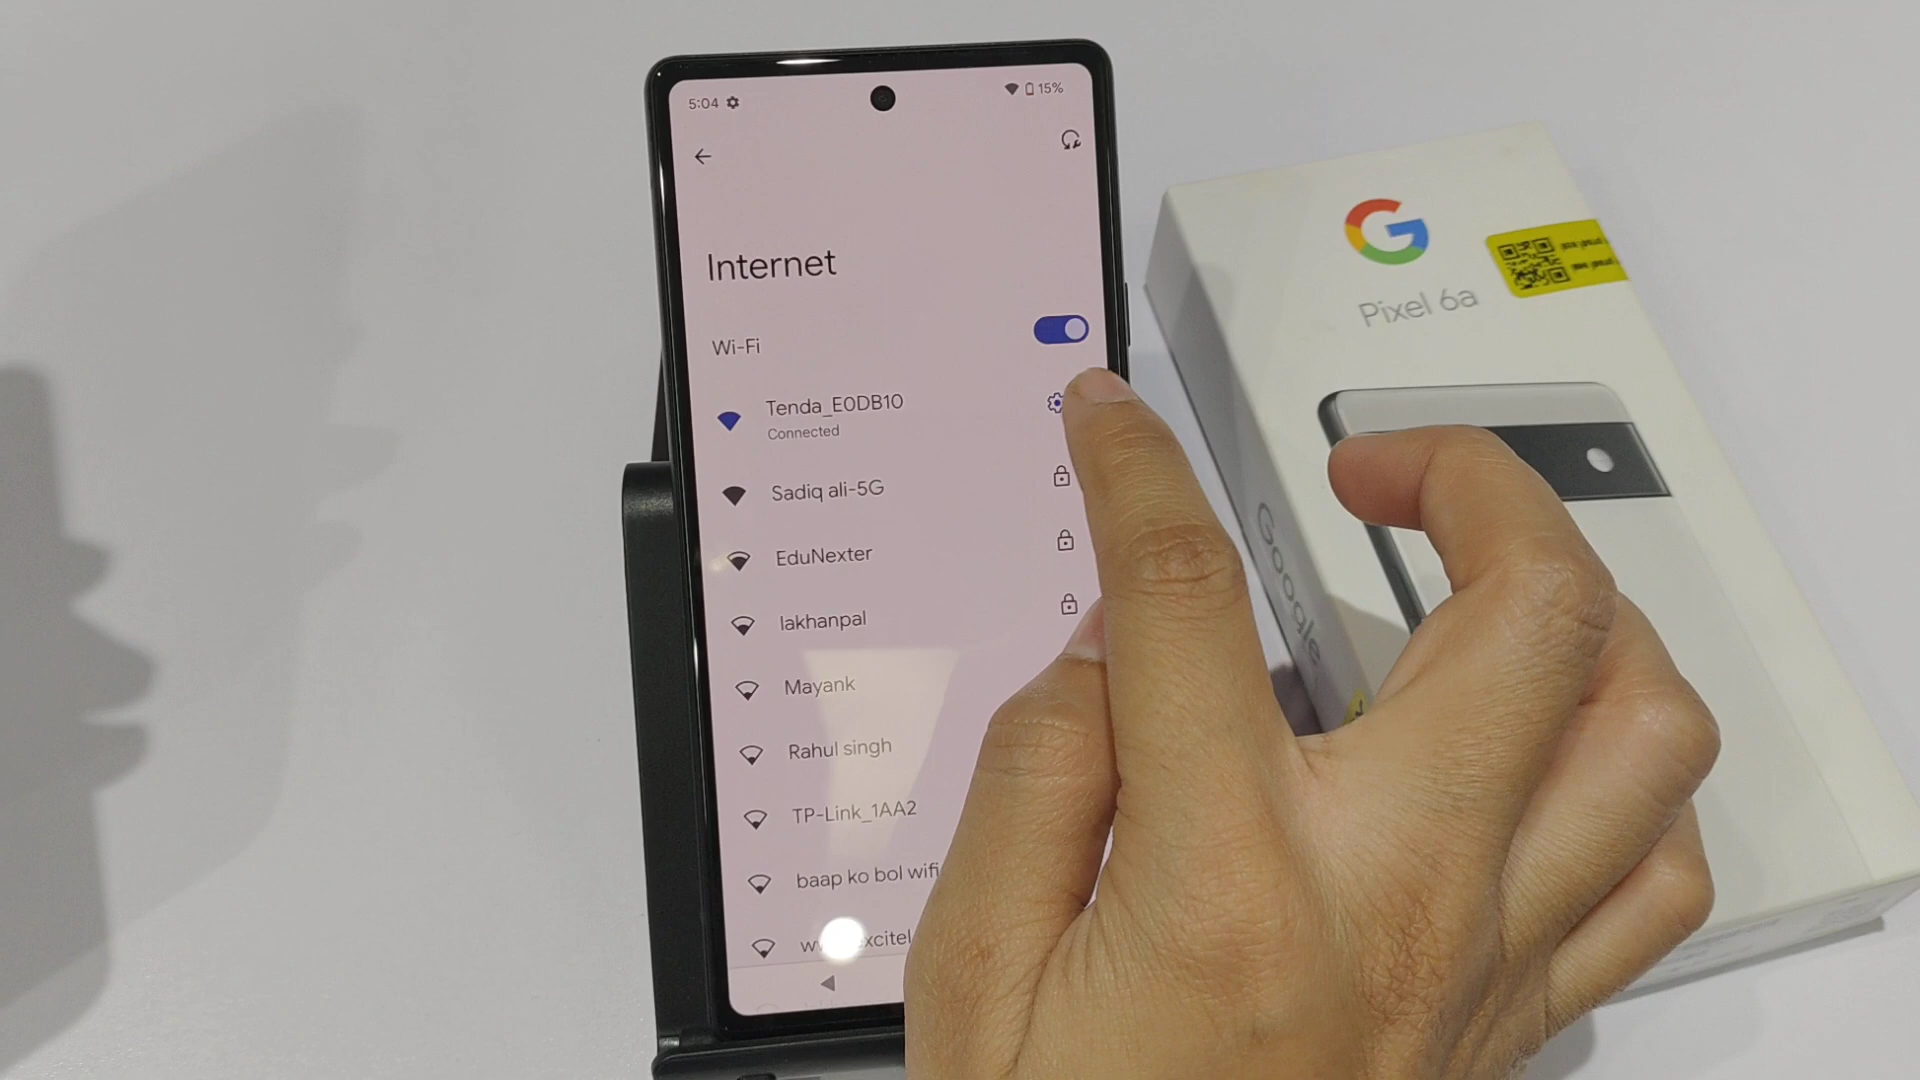 5:04
15%
Internet
Wi-Fi
Tenda_E0DB10
Connected
Sadiq ali-5G
EduNexter
lakhanpal
Mayank
Rahul singh
TP-Link_1AA2
baap ko bol wifi
G
Pixel 6a
Google